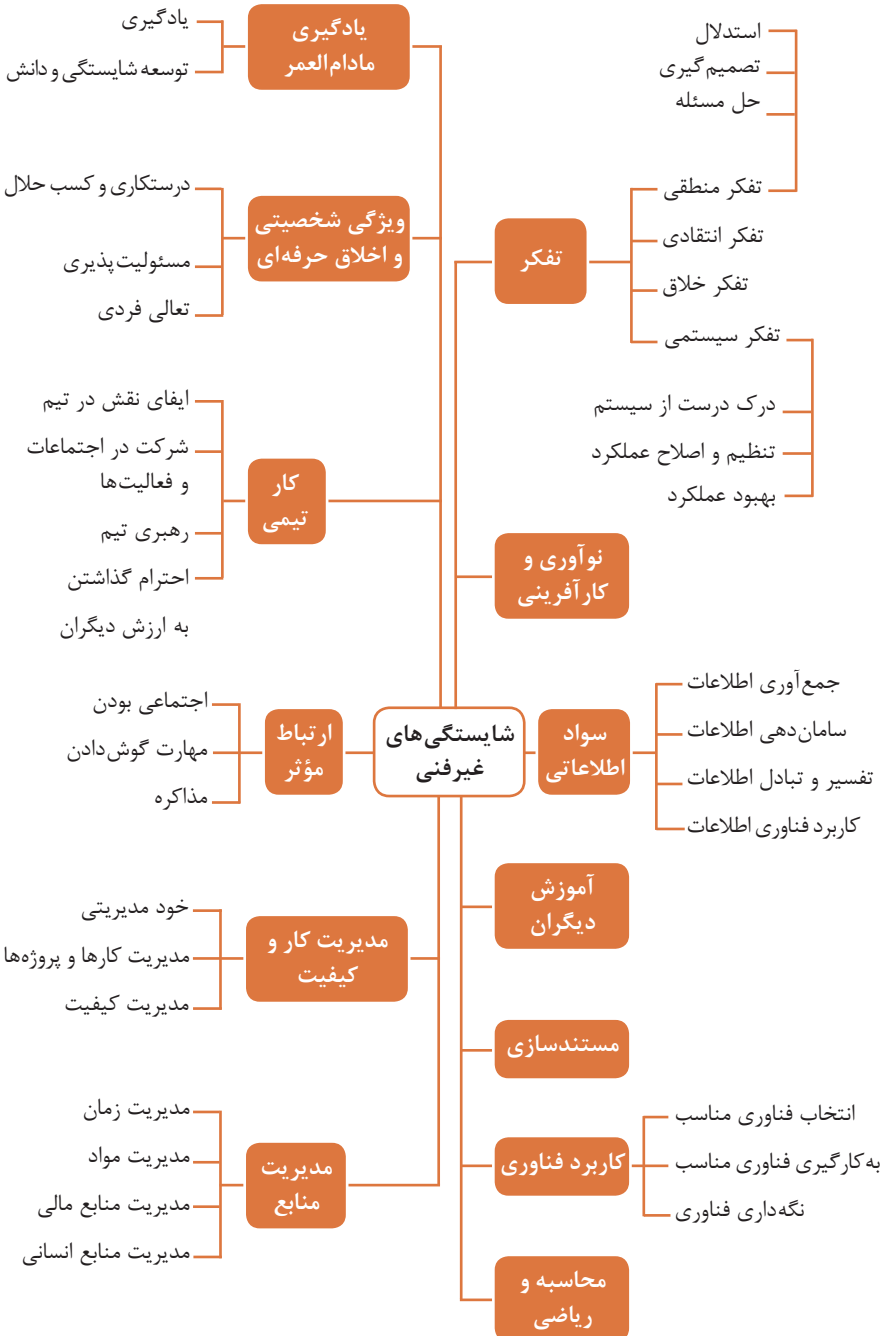 شایستگی‌های
غیرفنی
تفکر
استدلال
تصمیم‌گیری
حل مسئله
تفکر منطقی
تفکر انتقادی
تفکر خلاق
تفکر سیستمی
درک درست از سیستم
تنظیم و اصلاح عملکرد
بهبود عملکرد
نوآوری و
کارآفرینی
سواد
اطلاعاتی
جمع‌آوری اطلاعات
سامان‌دهی اطلاعات
تفسیر و تبادل اطلاعات
کاربرد فناوری اطلاعات
آموزش
دیگران
مستندسازی
کاربرد فناوری
انتخاب فناوری مناسب
به‌کارگیری فناوری مناسب
نگه‌داری فناوری
محاسبه و
ریاضی
یادگیری
مادام‌العمر
یادگیری
توسعه شایستگی و دانش
ویژگی شخصیتی
و اخلاق حرفه‌ای
درستکاری و کسب حلال
مسئولیت‌پذیری
تعالی فردی
کار
تیمی
ایفای نقش در تیم
شرکت در اجتماعات
و فعالیت‌ها
رهبری تیم
احترام گذاشتن
به ارزش دیگران
ارتباط
مؤثر
اجتماعی بودن
مهارت گوش‌دادن
مذاکره
مدیریت کار و
کیفیت
خود مدیریتی
مدیریت کارها و پروژه‌ها
مدیریت کیفیت
مدیریت
منابع
مدیریت زمان
مدیریت مواد
مدیریت منابع مالی
مدیریت منابع انسانی